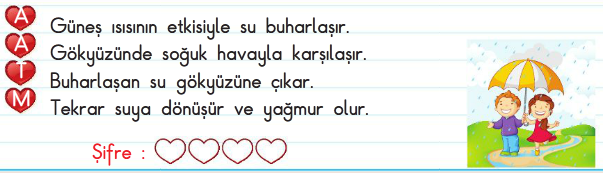 A Güneş ısısının etkisiyle su buharlaşır.
A Gökyüzünde soğuk havayla karşılaşır.
T Buharlaşan su gökyüzüne çıkar.
M Tekrar suya dönüşür ve yağmur olur.
Şifre :